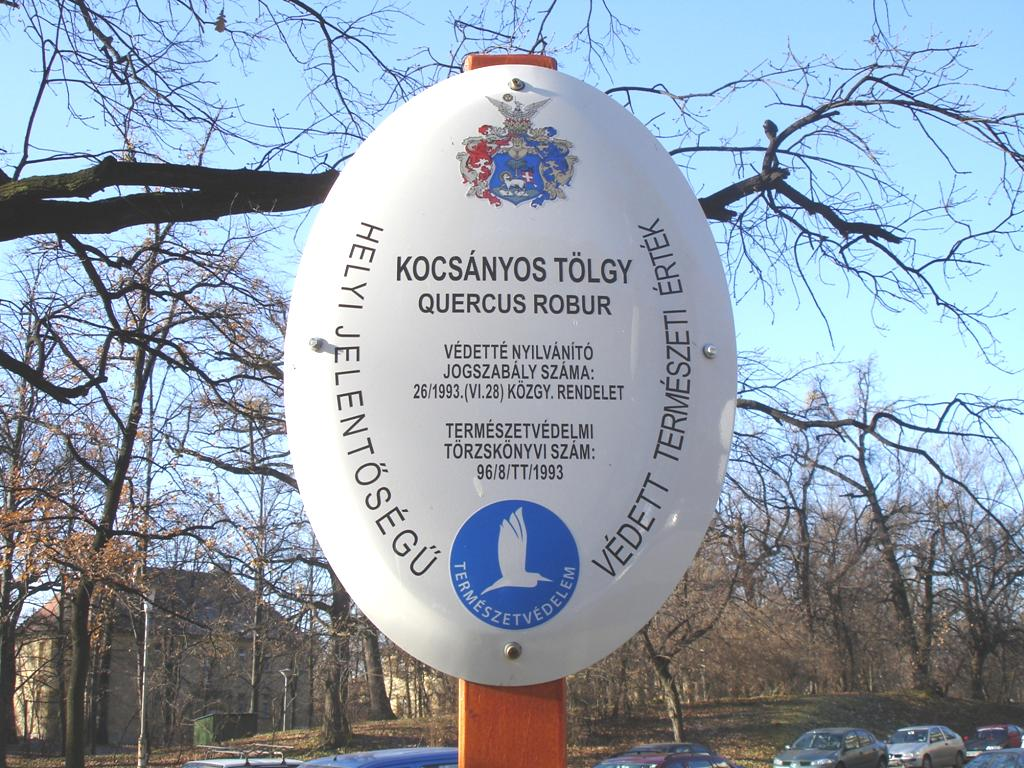 HELYI JELENTŐSÉGŰ
KOCSÁNYOS TÖLGY
QUERCUS ROBUR
VÉDETTÉ NYILVÁNÍTÓ
JOGSZABÁLY SZÁMA:
26/1993.(VI.28) KÖZGY. RENDELET
TERMÉSZETVÉDELMI
TÖRZSKÖNYVI SZÁM:
96/8/TT/1993
VÉDETT TERMÉSZETI ÉRTÉK
TERMÉSZETVÉDELEM